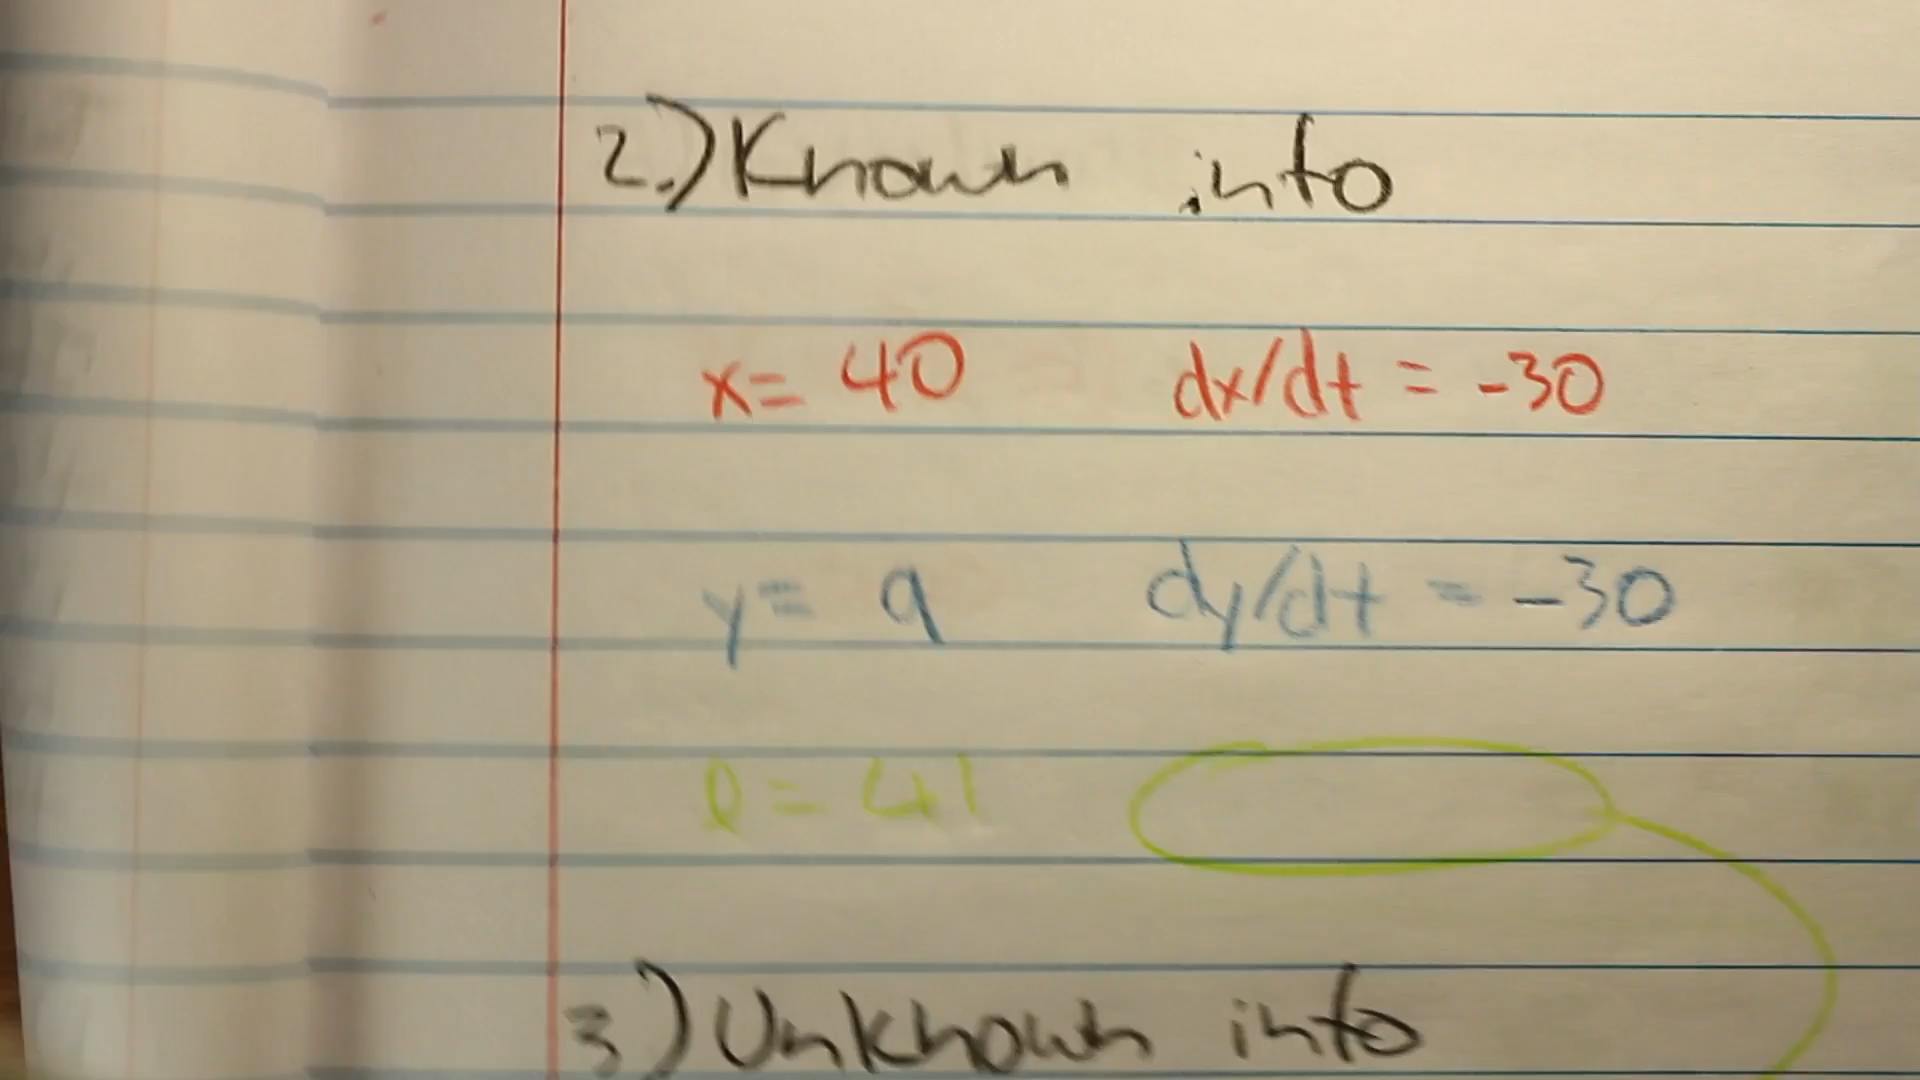 2.) Known info
x= 40 dx/dt = -30
y= 9 dy/dt = -30
l= 41
3) Unknown info